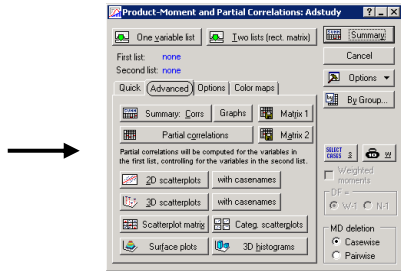 Product-Moment and Partial Correlations: Adstudy
One variable list Two lists (rect. matrix) Summary
First list: none Cancel
Second list: none
Options
Quick Advanced Options Color maps By Group...
Summary: Corrs Graphs Matrix 1
Partial correlations Matrix 2
Partial correlations will be computed for the variables in
the first list, controlling for the variables in the second list.
SELECT CASES S W
2D scatterplots with casenames Weighted moments
3D scatterplots with casenames DF =
W-1 N-1
Scatterplot matrix Categ. scatterplots MD deletion
Casewise
Surface plots 3D histograms Pairwise